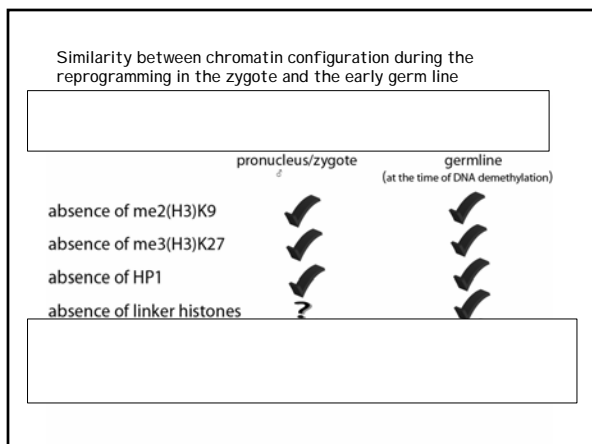 Similarity between chromatin configuration during the
reprogramming in the zygote and the early germ line
pronucleus/zygote germline
♂ (at the time of DNA demethylation)
absence of me2(H3)K9
absence of me3(H3)K27
absence of HP1
absence of linker histones ?